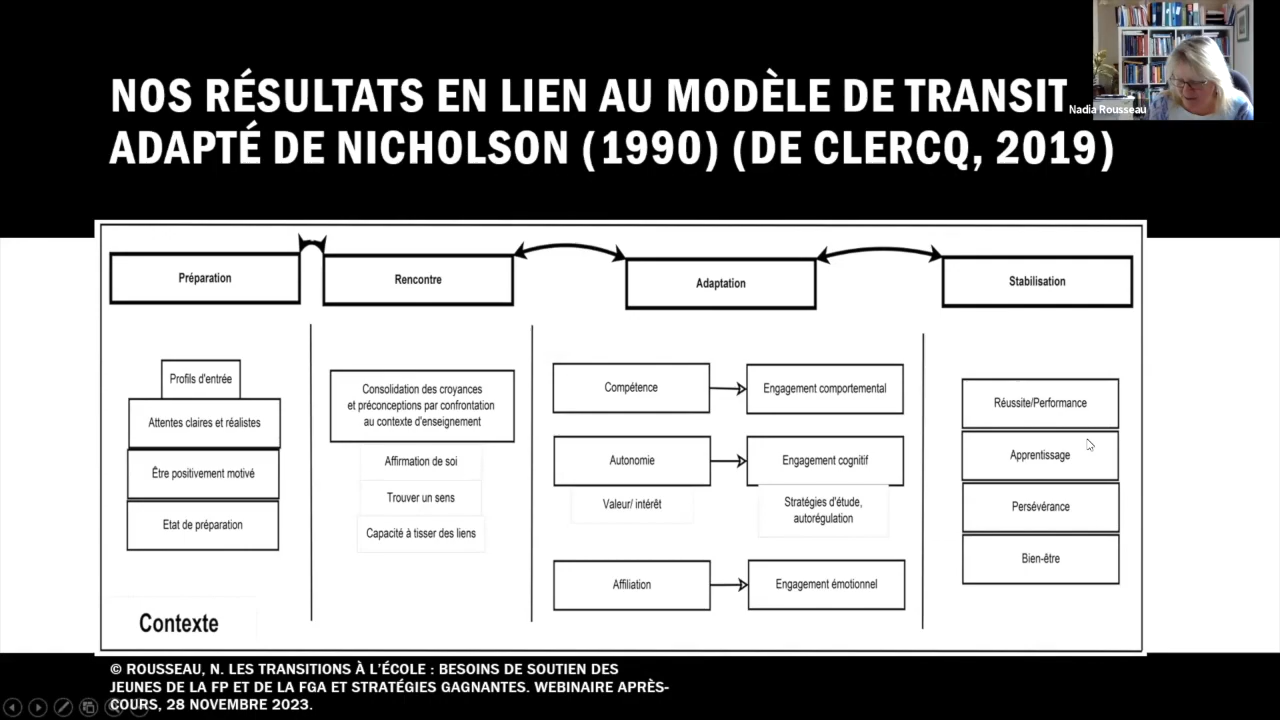 NOS RÉSULTATS EN LIEN AU MODÈLE DE TRANSIT
ADAPTÉ DE NICHOLSON (1990) (DE CLERCQ, 2019)
Nadia Rousseau
Préparation
Rencontre
Adaptation
Stabilisation
Profils d'entrée
Attentes claires et réalistes
Être positivement motivé
Etat de préparation
Contexte
Consolidation des croyances
et préconceptions par confrontation
au contexte d'enseignement
Affirmation de soi
Trouver un sens
Capacité à tisser des liens
Compétence
Engagement comportemental
Autonomie
Engagement cognitif
Valeur/ intérêt
Stratégies d'étude,
autorégulation
Affiliation
Engagement émotionnel
Réussite/Performance
Apprentissage
Persévérance
Bien-être
© ROUSSEAU, N. LES TRANSITIONS À L'ÉCOLE : BESOINS DE SOUTIEN DES
JEUNES DE LA FP ET DE LA FGA ET STRATÉGIES GAGNANTES. WEBINAIRE APRÈS-
COURS, 28 NOVEMBRE 2023.